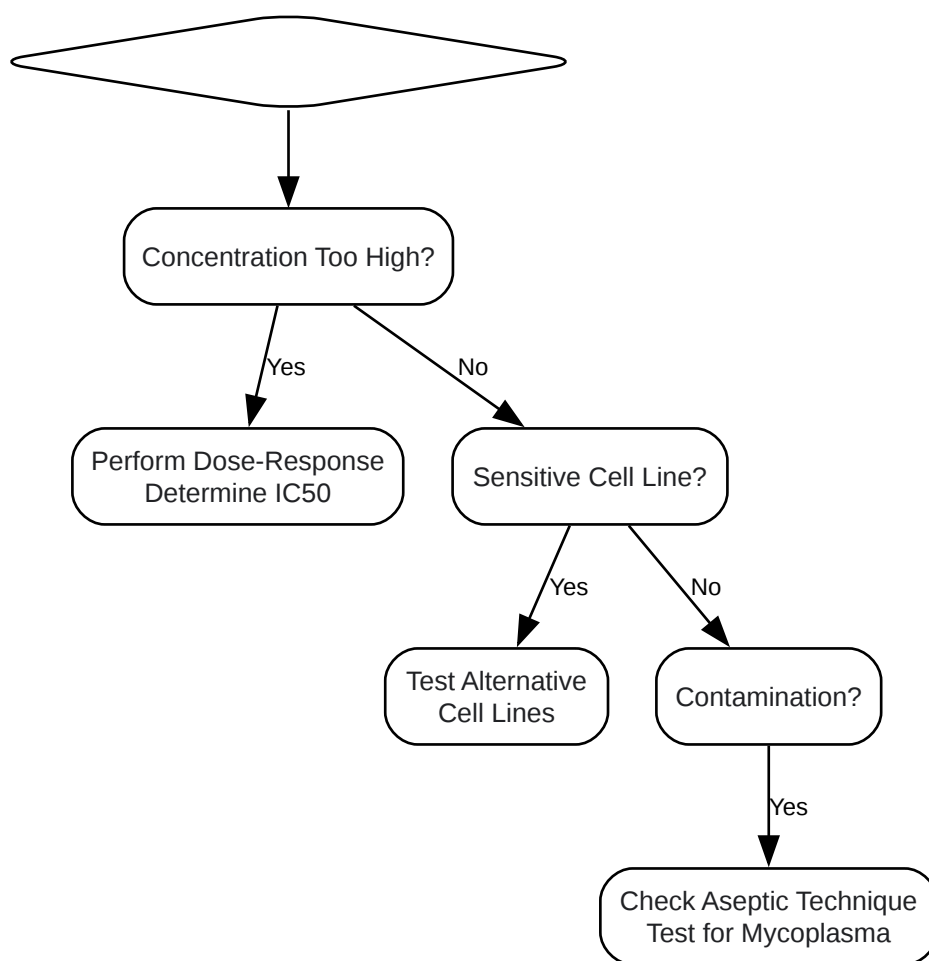 Concentration Too High?
Yes
No
Perform Dose-Response
Determine IC50
Sensitive Cell Line?
Yes
No
Test Alternative
Cell Lines
Contamination?
Yes
Check Aseptic Technique
Test for Mycoplasma